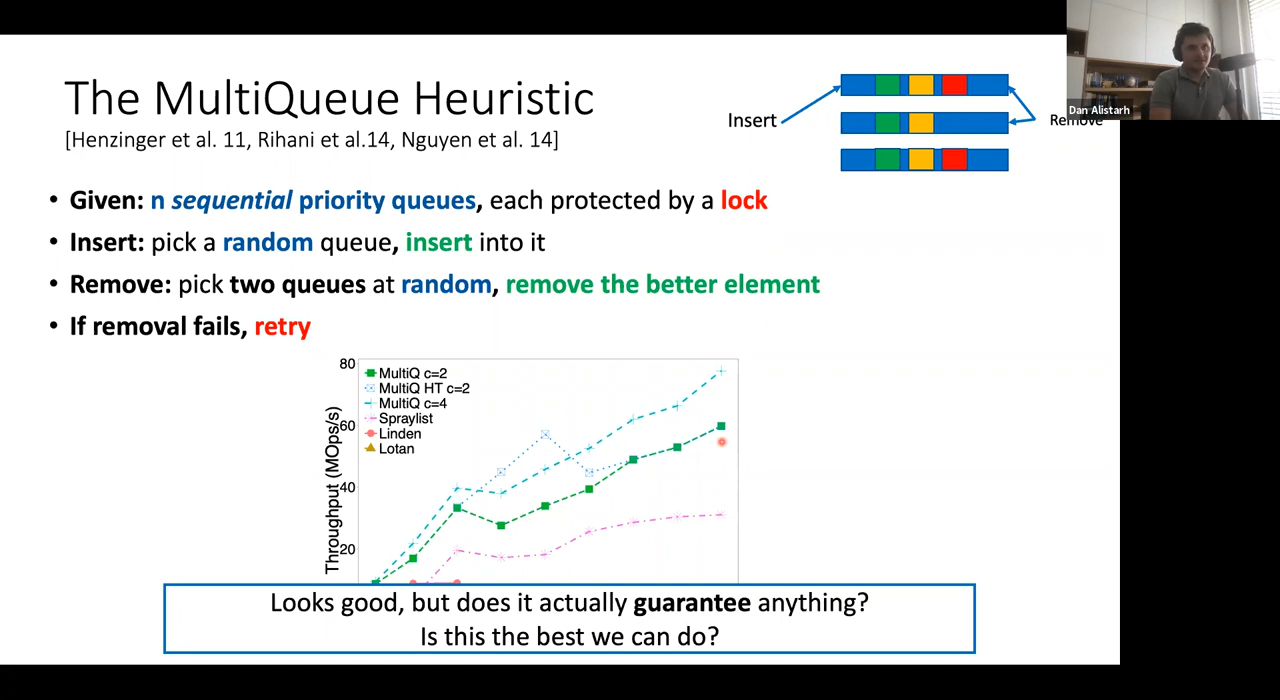 The MultiQueue Heuristic
[Henzinger et al. 11, Rihani et al.14, Nguyen et al. 14]
Insert
Remove
Dan Alistarh
• Given: n sequential priority queues, each protected by a lock
• Insert: pick a random queue, insert into it
• Remove: pick two queues at random, remove the better element
• If removal fails, retry
80
60
40
20
Throughput (MOps/s)
MultiQ c=2
MultiQ HT c=2
MultiQ c=4
Spraylist
Linden
Lotan
Looks good, but does it actually guarantee anything?
Is this the best we can do?